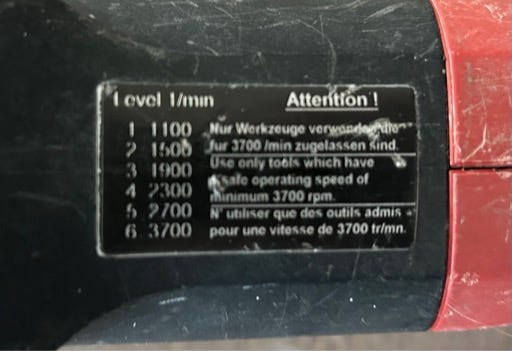 Level 1/min
Attention !
1 1100
2 1500
3 1900
4 2300
5 2700
6 3700
Nur Werkzeuge verwenden die
für 3700 /min zugelassen sind.
Use only tools which have
a safe operating speed of
minimum 3700 rpm.
N' utiliser que des outils admis
pour une vitesse de 3700 tr/mn.